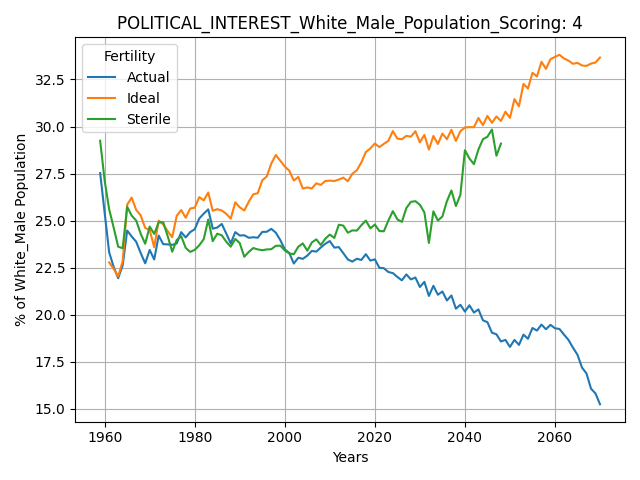 POLITICAL_INTEREST_White_Male_Population_Scoring: 4
Fertility
Actual
Ideal
Sterile
% of White_Male Population
32.5
30.0
27.5
25.0
22.5
20.0
17.5
15.0
1960 1980 2000 2020 2040 2060
Years